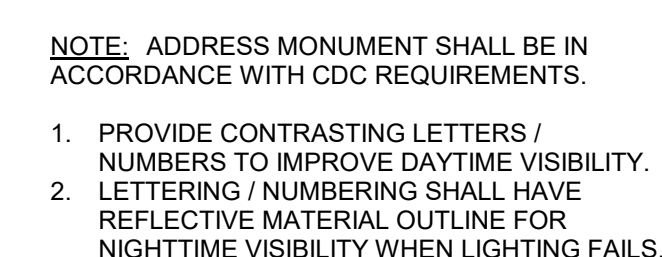 NOTE: ADDRESS MONUMENT SHALL BE IN
ACCORDANCE WITH CDC REQUIREMENTS.
1. PROVIDE CONTRASTING LETTERS /
NUMBERS TO IMPROVE DAYTIME VISIBILITY.
2. LETTERING / NUMBERING SHALL HAVE
REFLECTIVE MATERIAL OUTLINE FOR
NIGHTTIME VISIBILITY WHEN LIGHTING FAILS.